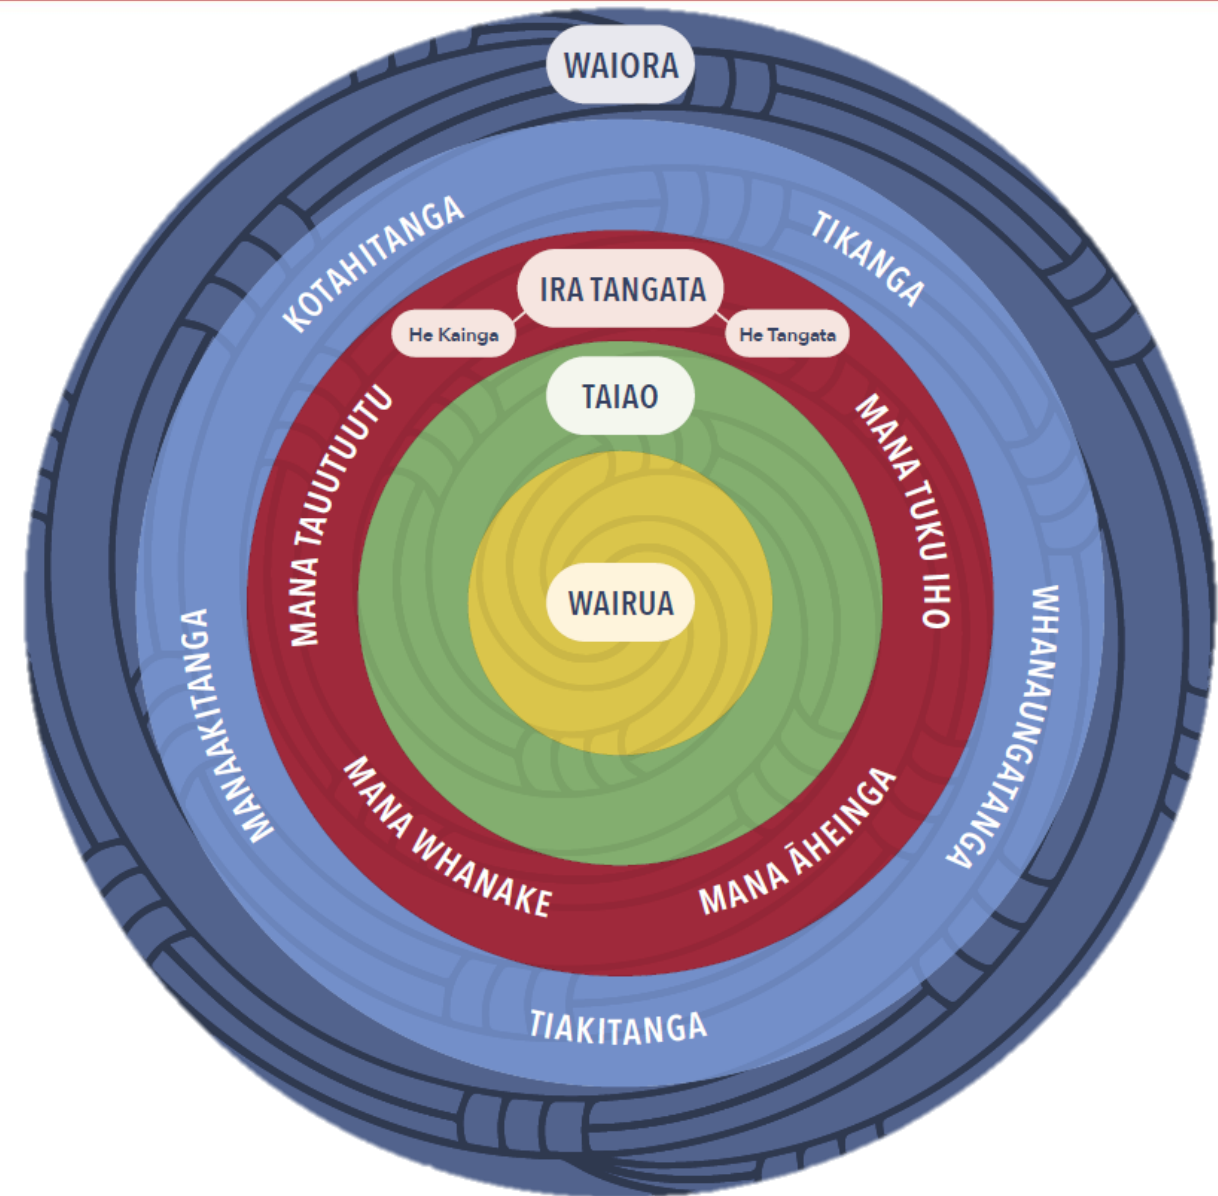 WAIORA
KOTAHITANGA
TIKANGA
IRA TANGATA
He Kainga
He Tangata
TAIAO
MANA TAUUTUUTU
MANA TUKU IHO
WAIRUA
MANAAKITANGA
WHANAUNGATANGA
MANA WHANAKE
MANA ĀHEINGA
TIAKITANGA